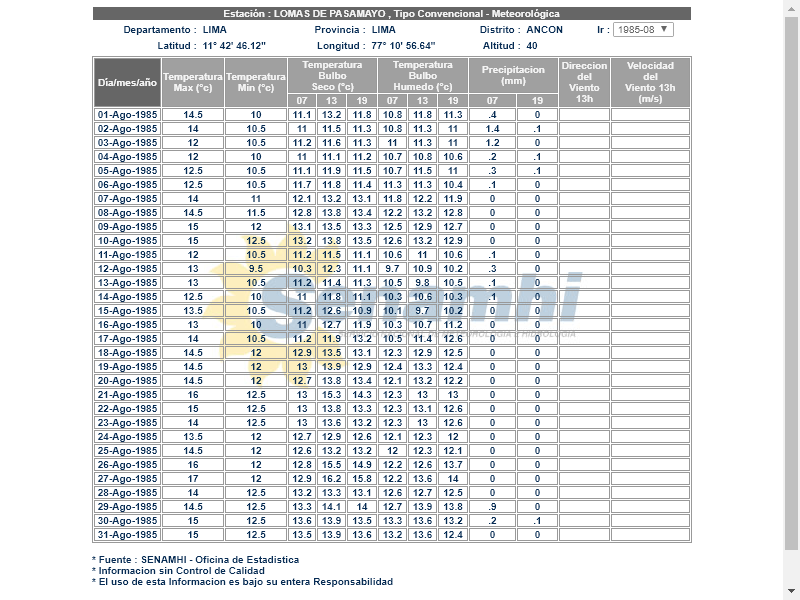 Estación : LOMAS DE PASAMAYO , Tipo Convencional - Meteorológica
Departamento : LIMA Provincia : LIMA Distrito : ANCON Ir : 1985-08
Latitud : 11° 42' 46.12" Longitud : 77° 10' 56.64" Altitud : 40
Día/mes/año Temperatura Max (°c) Temperatura Min (°c) Temperatura Bulbo Seco (°c) Temperatura Bulbo Humedo (°c) Precipitacion (mm) Direccion del Viento 13h Velocidad del Viento 13h (m/s)
07 13 19 07 13 19 07 19
01-Ago-1985 14.5 10 11.1 13.2 11.8 10.8 11.8 11.3 .4 0
02-Ago-1985 14 10.5 11 11.5 11.3 10.8 11.3 11 1.4 .1
03-Ago-1985 12 10.5 11.2 11.6 11.3 11 11.3 11 1.2 0
04-Ago-1985 12 10 11 11.1 11.2 10.7 10.8 10.6 .2 .1
05-Ago-1985 12.5 10.5 11.1 11.9 11.5 10.7 11.5 11 .3 .1
06-Ago-1985 12.5 10.5 11.7 11.8 11.4 11.3 11.3 10.4 .1 0
07-Ago-1985 14 11 12.1 13.2 13.1 11.8 12.2 11.9 0 0
08-Ago-1985 14.5 11.5 12.8 13.8 13.4 12.2 13.2 12.8 0 0
09-Ago-1985 15 12 13.1 13.5 13.3 12.5 12.9 12.7 0 0
10-Ago-1985 15 12.5 13.2 13.8 13.5 12.6 13.2 12.9 0 0
11-Ago-1985 12 10.5 11.2 11.5 11.1 10.6 11 10.6 .1 0
12-Ago-1985 13 9.5 10.3 12.3 11.1 9.7 10.9 10.2 .3 0
13-Ago-1985 13 10.5 11.2 11.4 11.3 10.5 9.8 10.5 .1 0
14-Ago-1985 12.5 10 11 11.8 11.1 10.3 10.6 10.3 .1 0
15-Ago-1985 13.5 10.5 11.2 12.6 10.9 10.1 9.7 10.2 0 0
16-Ago-1985 13 10 11 12.7 11.9 10.3 10.7 11.2 0 0
17-Ago-1985 14 10.5 11.2 11.9 13.2 10.5 11.4 12.6 0 0
18-Ago-1985 14.5 12 12.9 13.5 13.1 12.3 12.9 12.5 0 0
19-Ago-1985 14.5 12 13 13.9 12.9 12.4 13.3 12.4 0 0
20-Ago-1985 14.5 12 12.7 13.8 13.4 12.1 13.2 12.2 0 0
21-Ago-1985 16 12.5 13 15.3 14.3 12.3 13 13 0 0
22-Ago-1985 15 12.5 13 13.8 13.3 12.3 13.1 12.6 0 0
23-Ago-1985 14 12.5 13 13.6 13.2 12.3 13 12.6 0 0
24-Ago-1985 13.5 12 12.7 12.9 12.6 12.1 12.3 12 0 0
25-Ago-1985 14.5 12 12.6 13.2 13.2 12 12.3 12.1 0 0
26-Ago-1985 16 12 12.8 15.5 14.9 12.2 12.6 13.7 0 0
27-Ago-1985 17 12 12.9 16.2 15.8 12.2 13.6 14 0 0
28-Ago-1985 14 12.5 13.2 13.3 13.1 12.6 12.7 12.5 0 0
29-Ago-1985 14.5 12.5 13.3 14.1 14 12.7 13.9 13.8 .9 0
30-Ago-1985 15 12.5 13.6 13.9 13.5 13.3 13.6 13.2 .2 .1
31-Ago-1985 15 12.5 13.5 13.9 13.6 13.2 13.6 12.4 0 0
Senamhi
* Fuente : SENAMHI - Oficina de Estadistica
* Informacion sin Control de Calidad
* El uso de esta Informacion es bajo su entera Responsabilidad